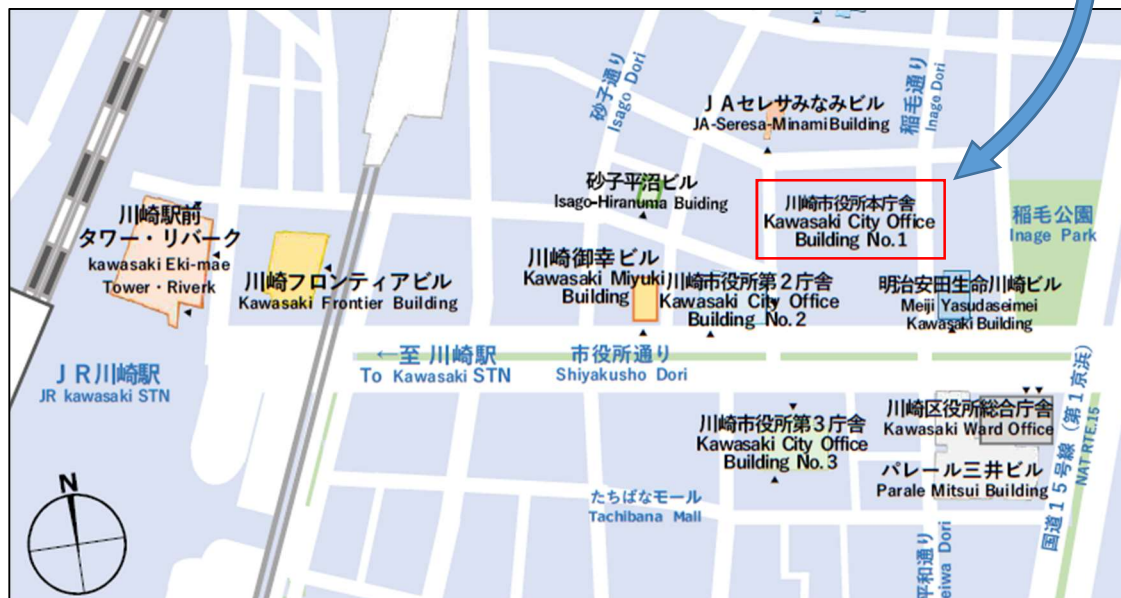 砂子通り
Isago Dori
稲毛通り
Inago Dori
ＪＡセレサみなみビル
JA-Seresa-Minami Building
砂子平沼ビル
Isago-Hiranuma Buiding
川崎市役所本庁舎
Kawasaki City Office
Building No.1
稲毛公園
Inage Park
川崎駅前
タワー・リバーク
kawasaki Eki-mae
Tower・Riverk
川崎フロンティアビル
Kawasaki Frontier Building
川崎御幸ビル
Kawasaki Miyuki
Building
川崎市役所第２庁舎
Kawasaki City Office
Building No.2
明治安田生命川崎ビル
Meiji Yasudaseimei
Kawasaki Building
ＪＲ川崎駅
JR kawasaki STN
←至 川崎駅
To Kawasaki STN
市役所通り
Shiyakusho Dori
川崎市役所第３庁舎
Kawasaki City Office
Building No.3
川崎区役所総合庁舎
Kawasaki Ward Office
パレール三井ビル
Parale Mitsui Building
国道１５号線（第１京浜）
NAT RTE.15
たちばなモール
Tachibana Mall
平和通り
eiwa Dori
N